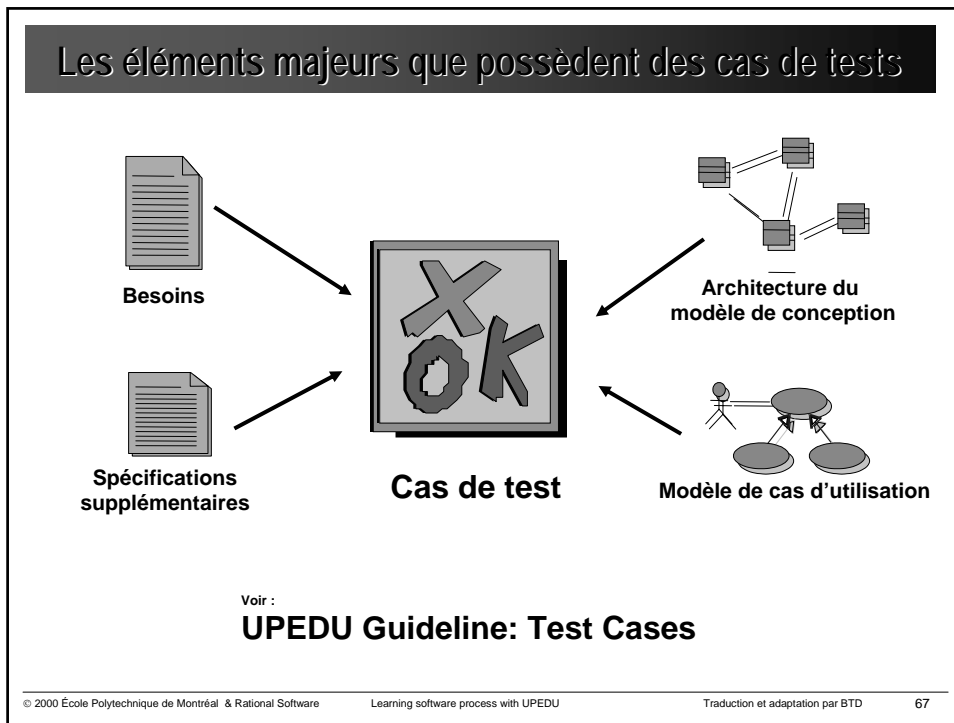 Les éléments majeurs que possèdent des cas de tests
Besoins
Architecture du
modèle de conception
X
OK
Spécifications
supplémentaires
Cas de test
Modèle de cas d’utilisation
Voir :
UPEDU Guideline: Test Cases
© 2000 École Polytechnique de Montréal & Rational Software Learning software process with UPEDU Traduction et adaptation par BTD 67